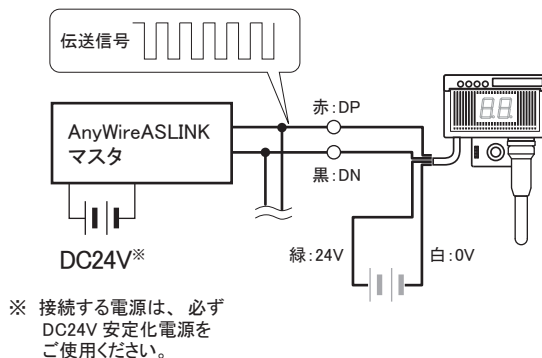 伝送信号
赤:DP
AnyWireASLINK
マスタ
黒:DN
DC24V※
緑:24V
白:0V
※ 接続する電源は、必ず
DC24V 安定化電源を
ご使用ください。